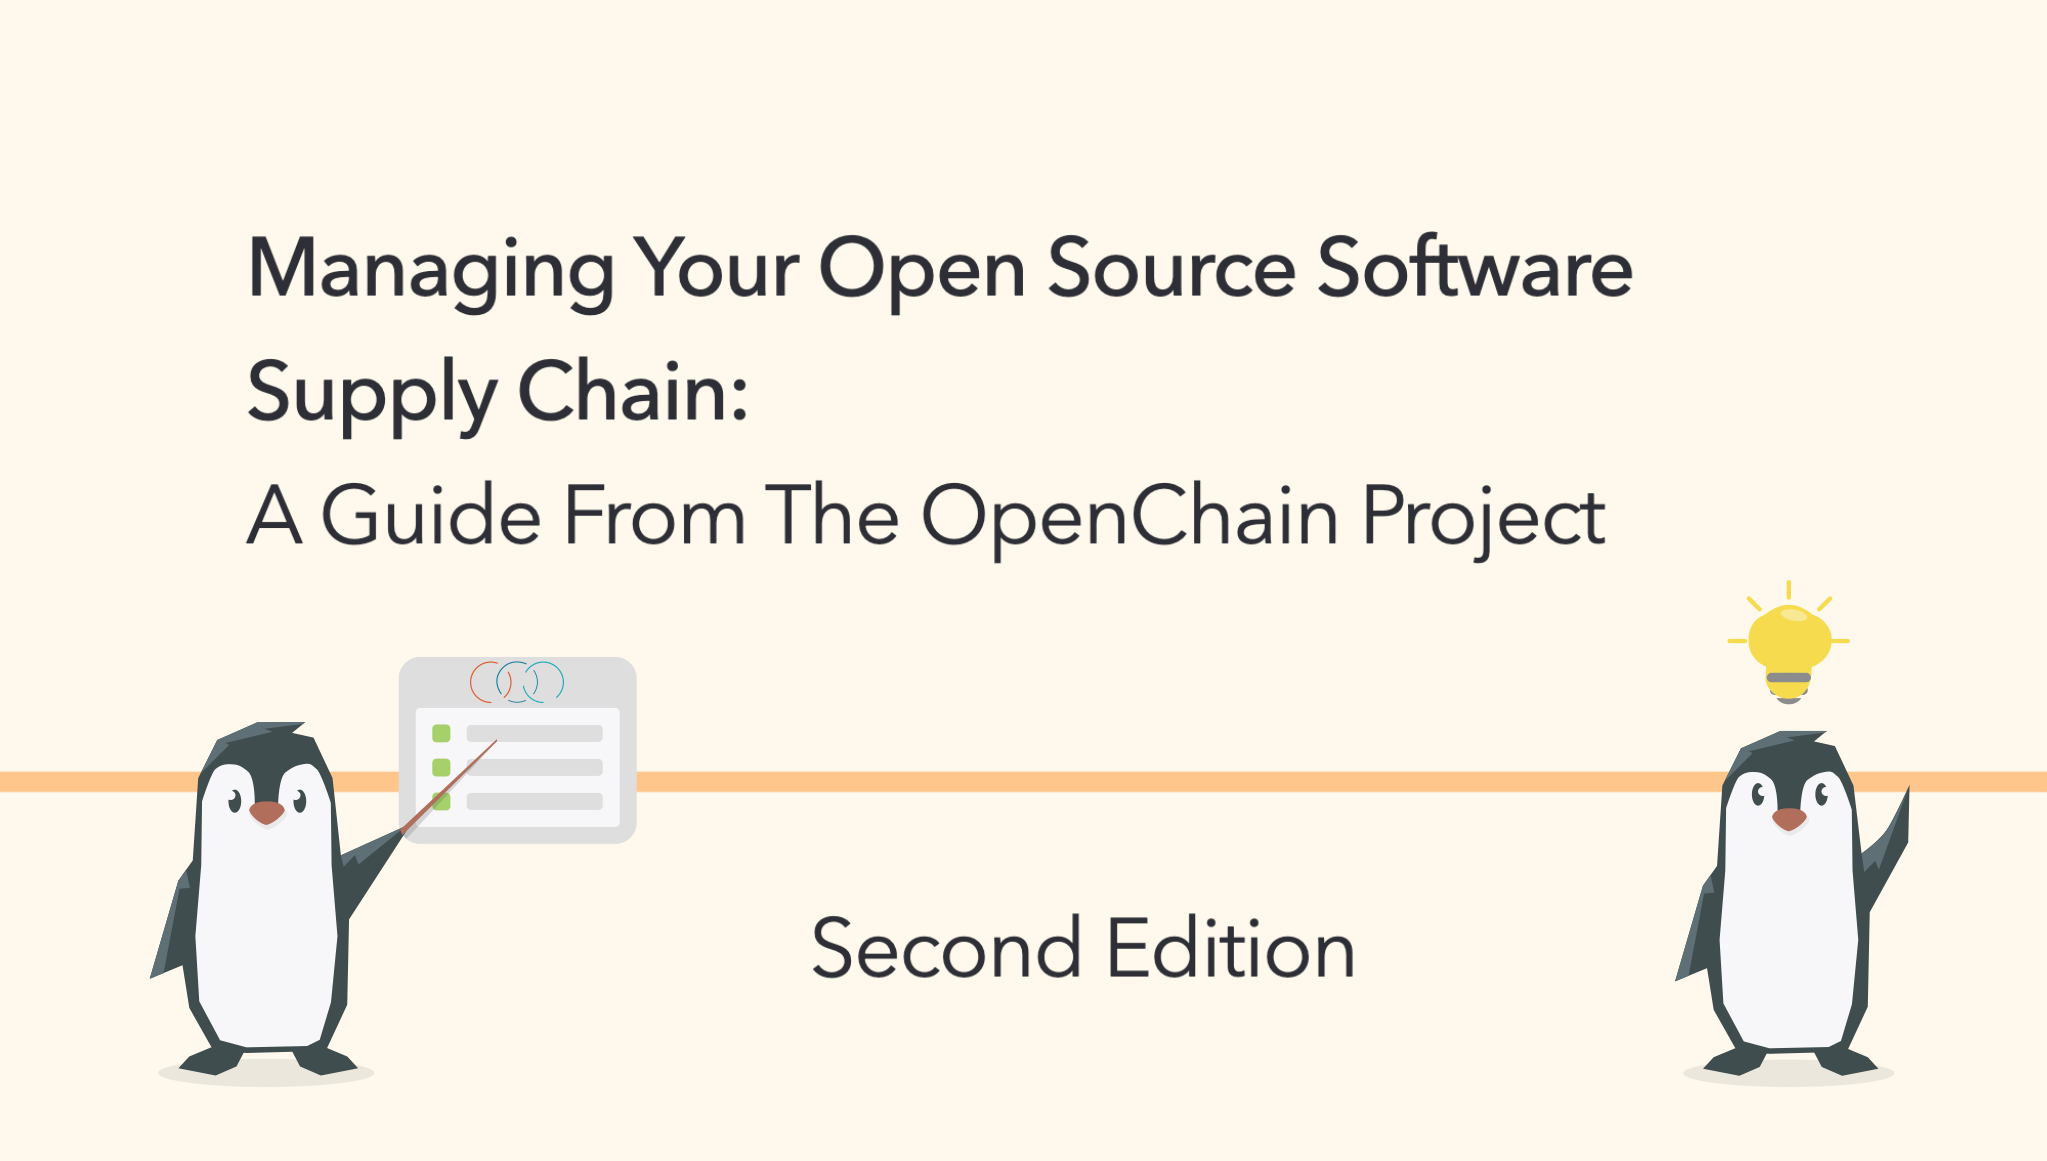 Managing Your Open Source Software
Supply Chain:
A Guide From The OpenChain Project
Second Edition